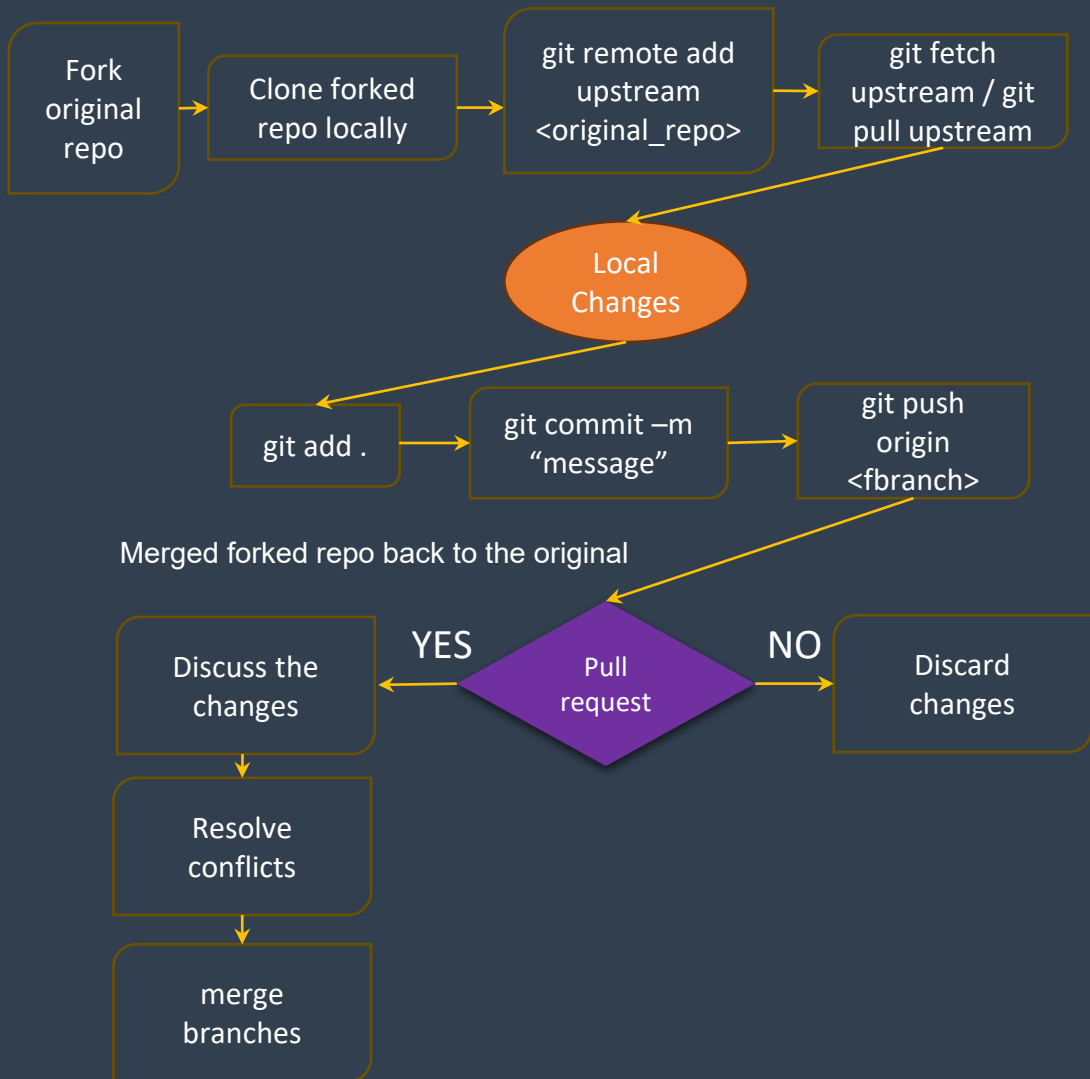 Fork
original
repo
Clone forked
repo locally
git remote add
upstream
<original_repo>
git fetch
upstream / git
pull upstream
Local
Changes
git add .
git commit –m
“message”
git push
origin
<fbranch>
Merged forked repo back to the original
YES
NO
Discuss the
changes
Pull
request
Discard
changes
Resolve
conflicts
merge
branches